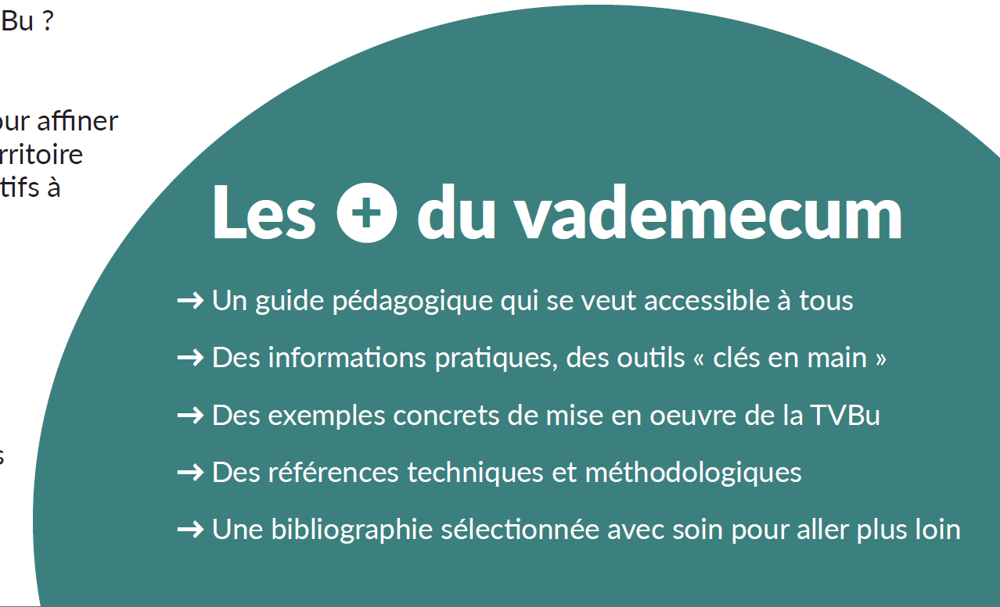 Bu ?
our affiner
rritoire
tifs à
s
Les + du vademecum
→ Un guide pédagogique qui se veut accessible à tous
→ Des informations pratiques, des outils « clés en main »
→ Des exemples concrets de mise en oeuvre de la TVBu
→ Des références techniques et méthodologiques
→ Une bibliographie sélectionnée avec soin pour aller plus loin